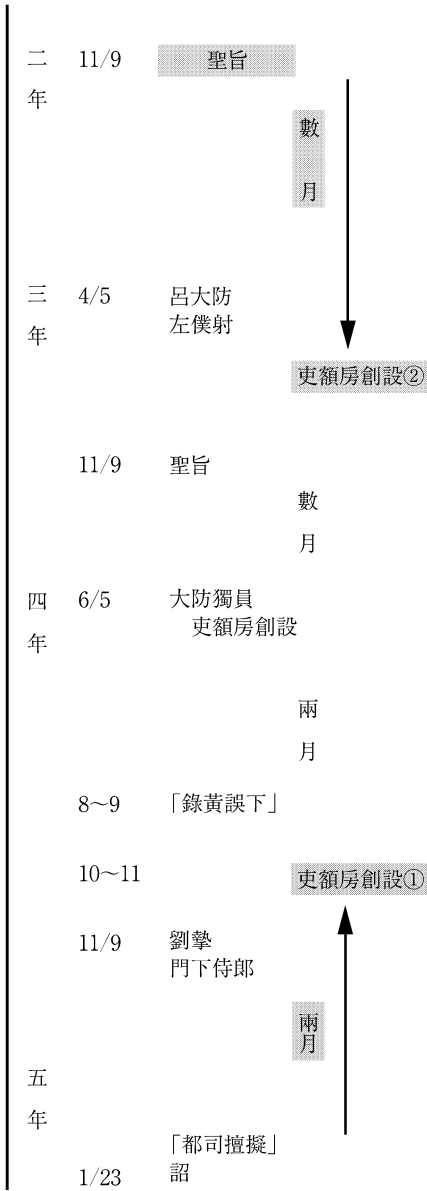 二年
11/9 聖旨
數月
三年
4/5 呂大防
左僕射
吏額房創設②
11/9 聖旨
數月
四年
6/5 大防獨員
吏額房創設
兩月
8～9 「錄黃誤下」
10～11 吏額房創設①
11/9 劉摯
門下侍郎
兩月
五年
「都司擅擬」
1/23 詔